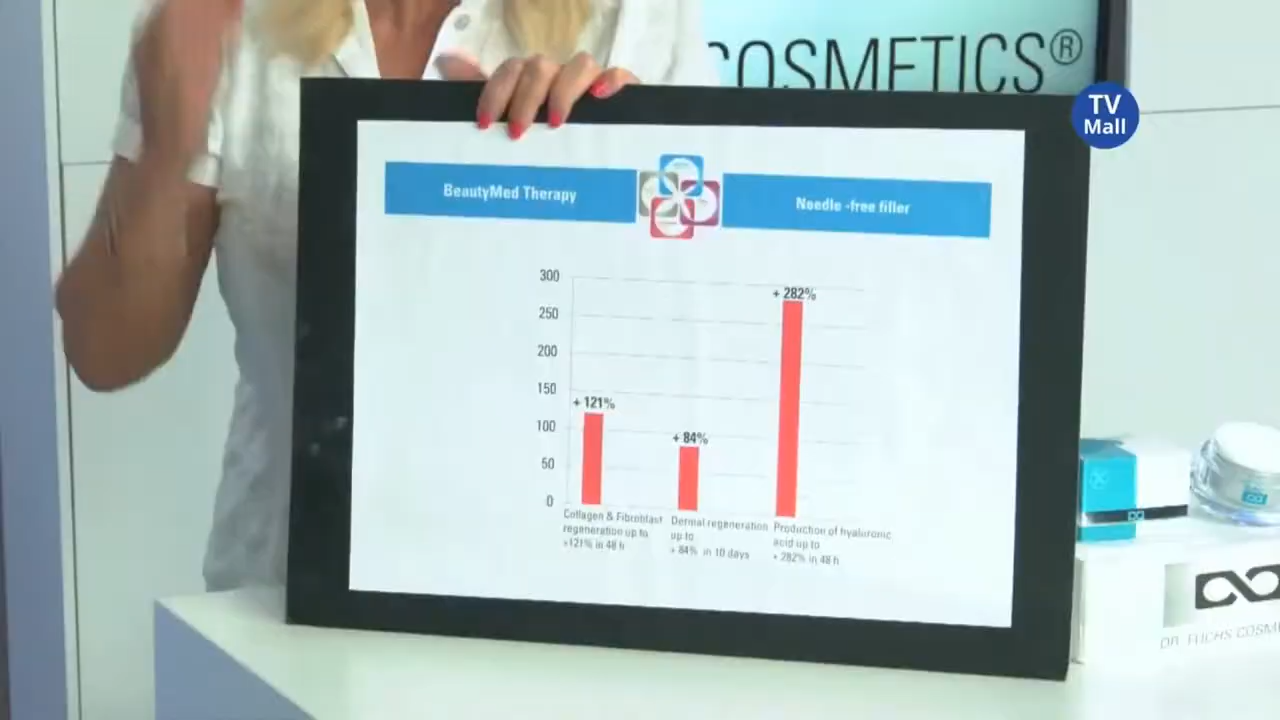 COSMETICS®
TV
Mall
BeautyMed Therapy
Needle -free filler
300
250
200
150
100
50
0
+ 121%
+ 84%
+ 282%
Collagen & Fibroblast
regeneration up to
+121% in 48 h
Dermal regeneration
up to
+ 84% in 10 days
Production of hyaluronic
acid up to
+ 282% in 48 h
DR. FUCHS COSME